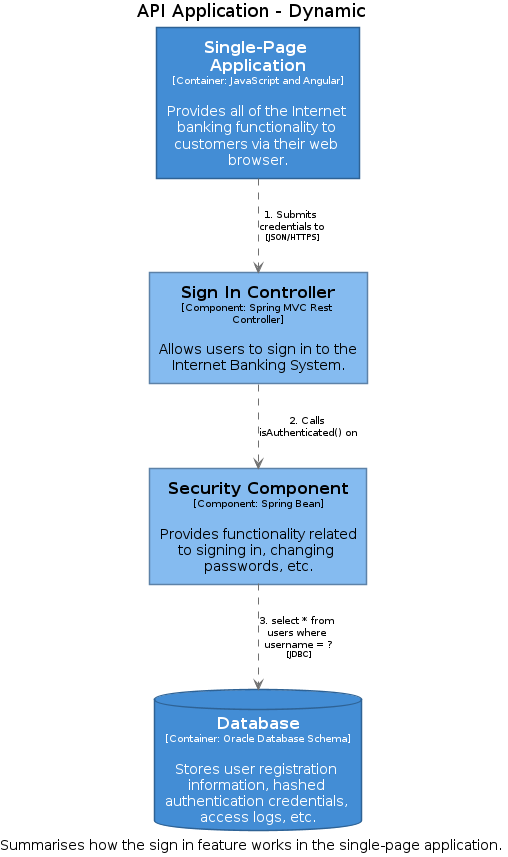 API Application - Dynamic
Single-Page
Application
[Container: JavaScript and Angular]
Provides all of the Internet
banking functionality to
customers via their web
browser.
1. Submits
credentials to
[JSON/HTTPS]
Sign In Controller
[Component: Spring MVC Rest
Controller]
Allows users to sign in to the
Internet Banking System.
2. Calls
isAuthenticated() on
Security Component
[Component: Spring Bean]
Provides functionality related
to signing in, changing
passwords, etc.
3. select * from
users where
username = ?
[JDBC]
Database
[Container: Oracle Database Schema]
Stores user registration
information, hashed
authentication credentials,
access logs, etc.
Summarises how the sign in feature works in the single-page application.